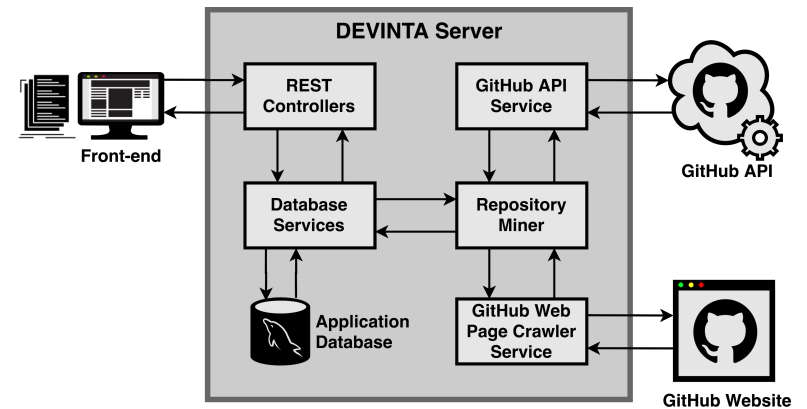 DEVINTA Server
REST
Controllers
GitHub API
Service
Front-end
GitHub API
Database
Services
Repository
Miner
Application
Database
GitHub Web
Page Crawler
Service
GitHub Website